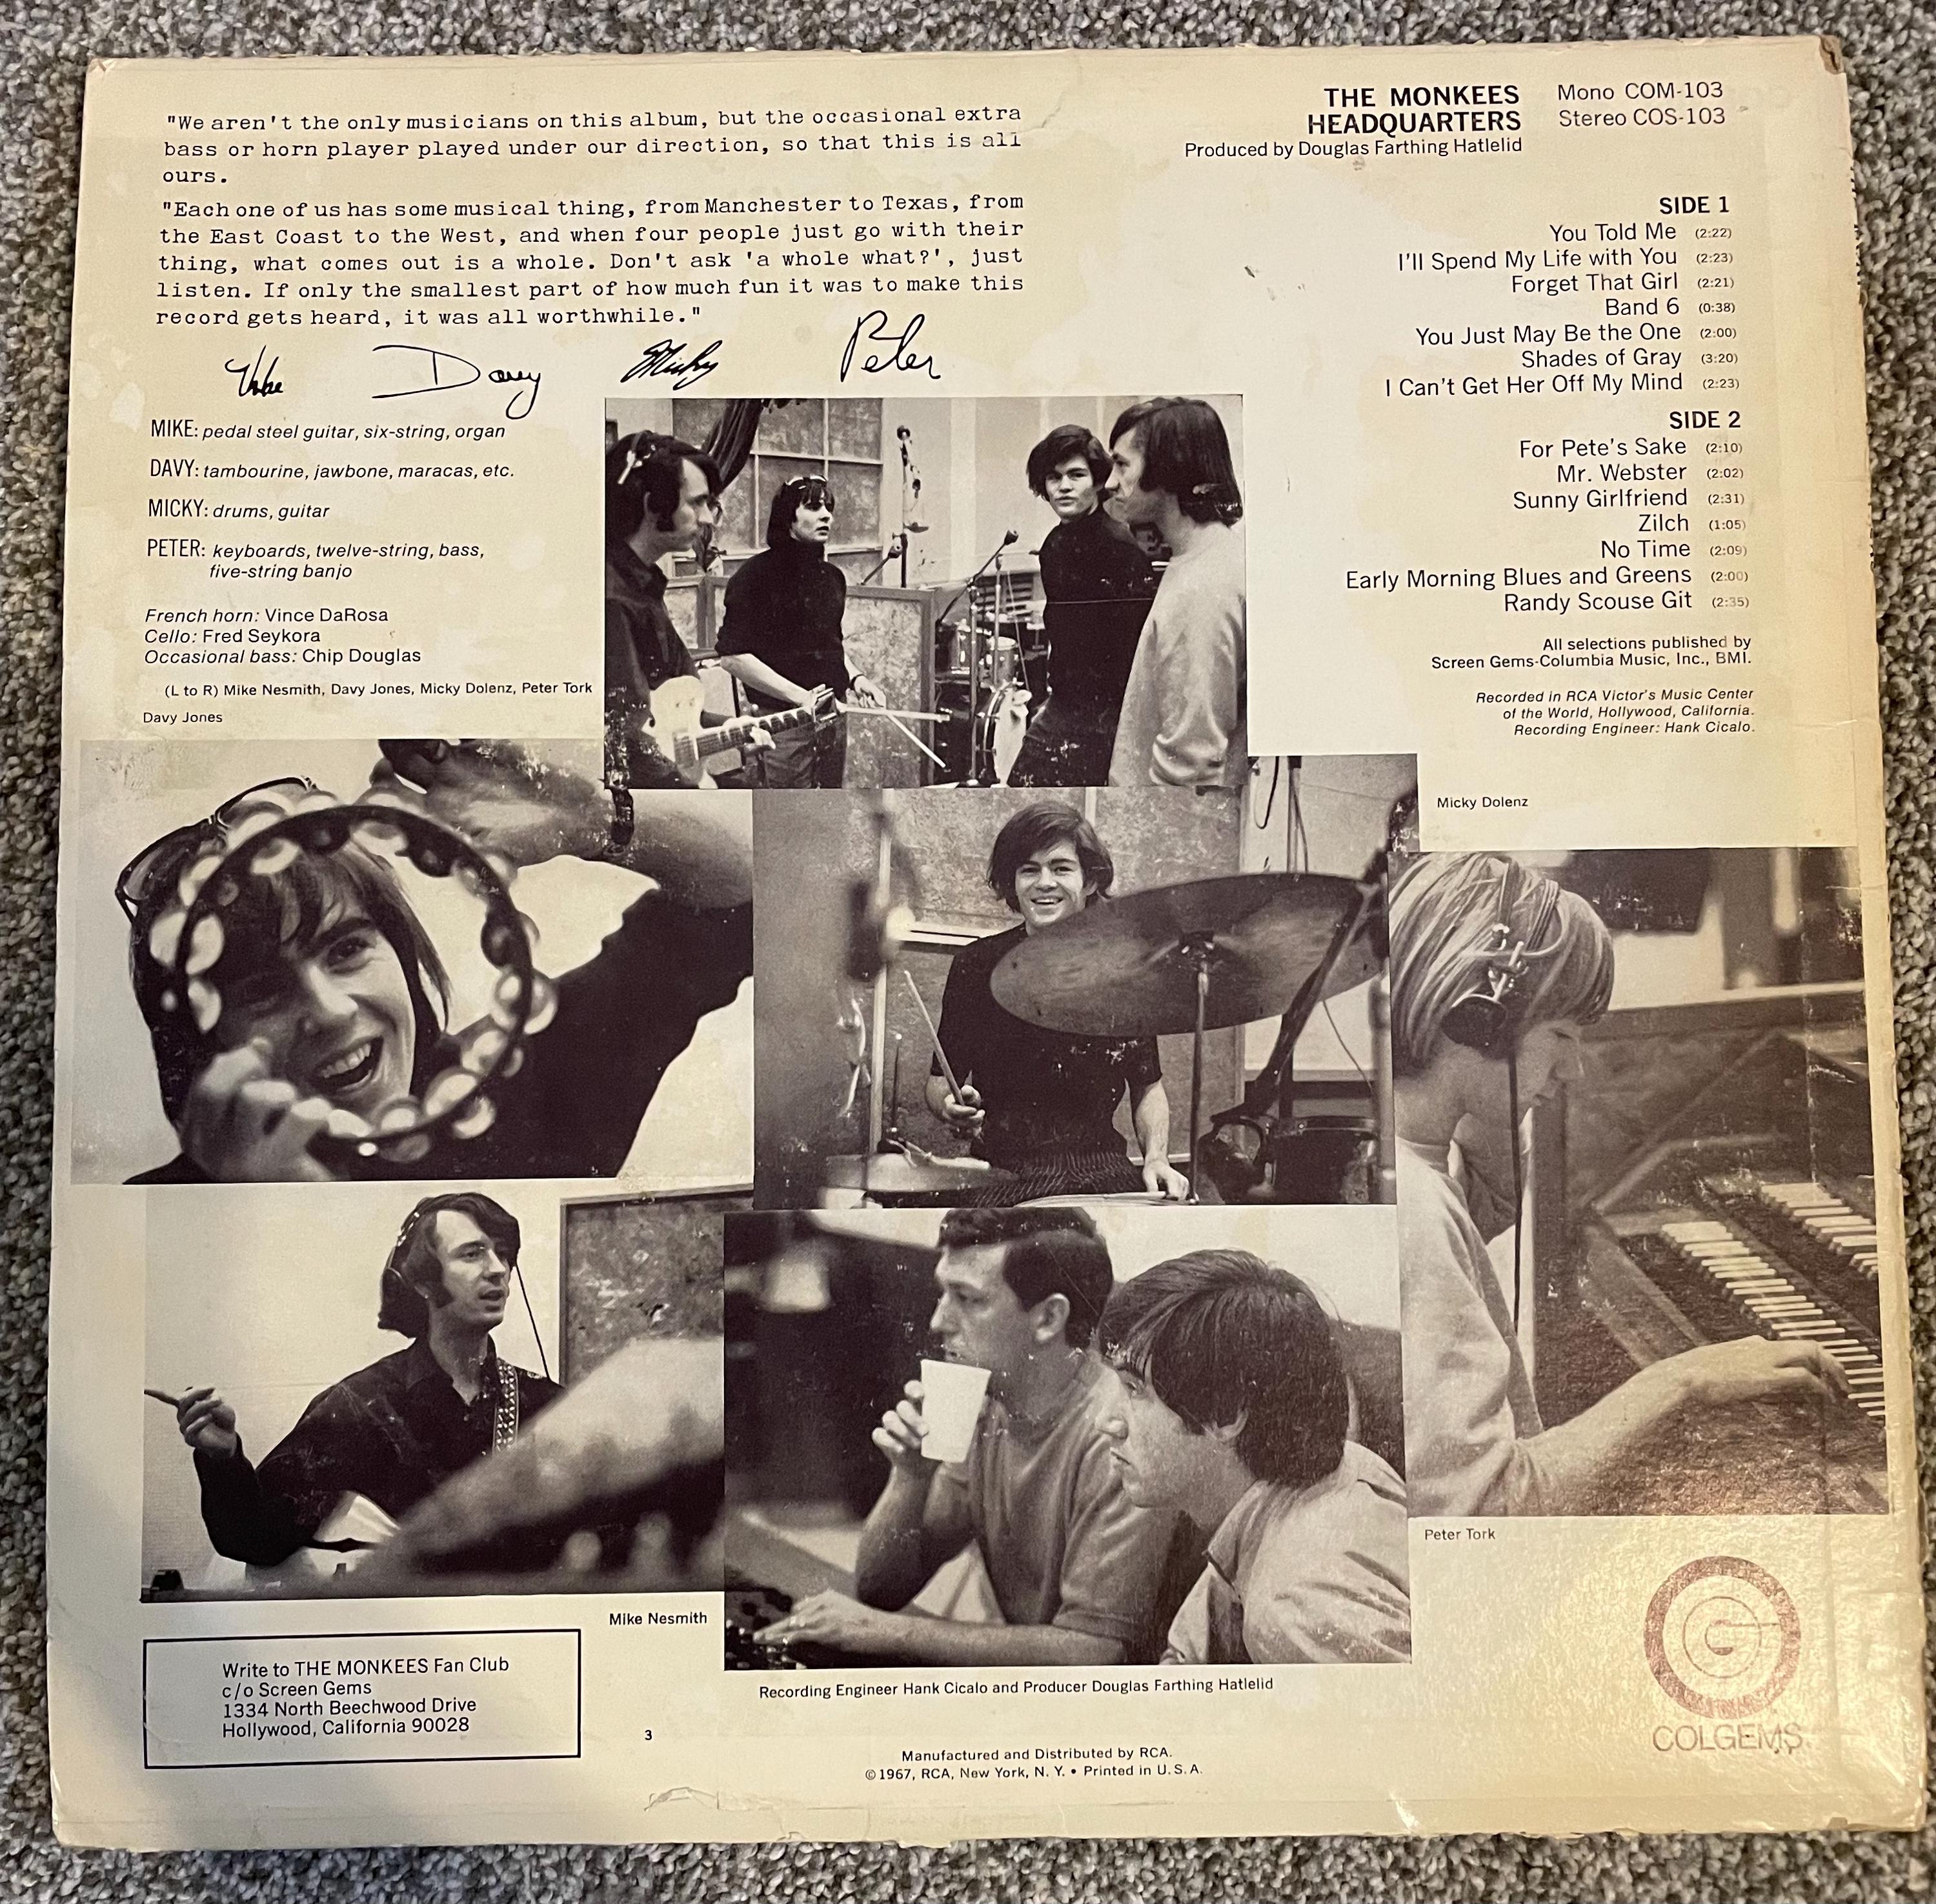 "We aren't the only musicians on this album, but the occasional extra
bass or horn player played under our direction, so that this is all
ours.
"Each one of us has some musical thing, from Manchester to Texas, from
the East Coast to the West, and when four people just go with their
thing, what comes out is a whole. Don't ask 'a whole what?', just
listen. If only the smallest part of how much fun it was to make this
record gets heard, it was all worthwhile."
Mike Davy Micky Peter
MIKE: pedal steel guitar, six-string, organ
DAVY: tambourine, jawbone, maracas, etc.
MICKY: drums, guitar
PETER: keyboards, twelve-string, bass,
five-string banjo
French horn: Vince DaRosa
Cello: Fred Seykora
Occasional bass: Chip Douglas
(L to R) Mike Nesmith, Davy Jones, Micky Dolenz, Peter Tork
Davy Jones
THE MONKEES
HEADQUARTERS
Produced by Douglas Farthing Hatlelid
Mono COM-103
Stereo COS-103
SIDE 1
You Told Me (2:22)
I'll Spend My Life with You (2:23)
Forget That Girl (2:21)
Band 6 (0:38)
You Just May Be the One (2:00)
Shades of Gray (3:20)
I Can't Get Her Off My Mind (2:23)
SIDE 2
For Pete's Sake (2:10)
Mr. Webster (2:02)
Sunny Girlfriend (2:31)
Zilch (1:05)
No Time (2:09)
Early Morning Blues and Greens (2:00)
Randy Scouse Git (2:35)
All selections published by
Screen Gems-Columbia Music, Inc., BMI.
Recorded in RCA Victor's Music Center
of the World, Hollywood, California.
Recording Engineer: Hank Cicalo.
Micky Dolenz
Peter Tork
Mike Nesmith
Recording Engineer Hank Cicalo and Producer Douglas Farthing Hatlelid
Write to THE MONKEES Fan Club
c/o Screen Gems
1334 North Beechwood Drive
Hollywood, California 90028
3
Manufactured and Distributed by RCA.
©1967, RCA, New York, N. Y. • Printed in U. S. A.
CG
COLGEMS